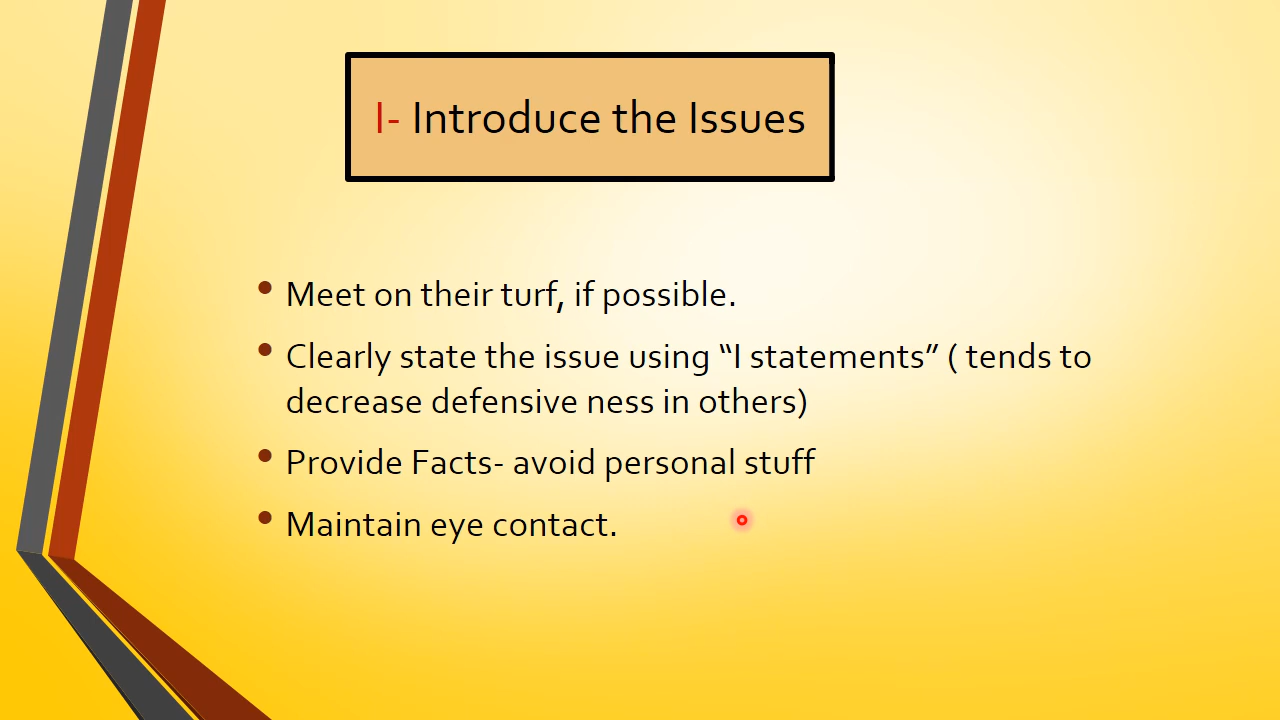 I- Introduce the Issues
• Meet on their turf, if possible.
• Clearly state the issue using “I statements” ( tends to
decrease defensive ness in others)
• Provide Facts- avoid personal stuff
• Maintain eye contact.